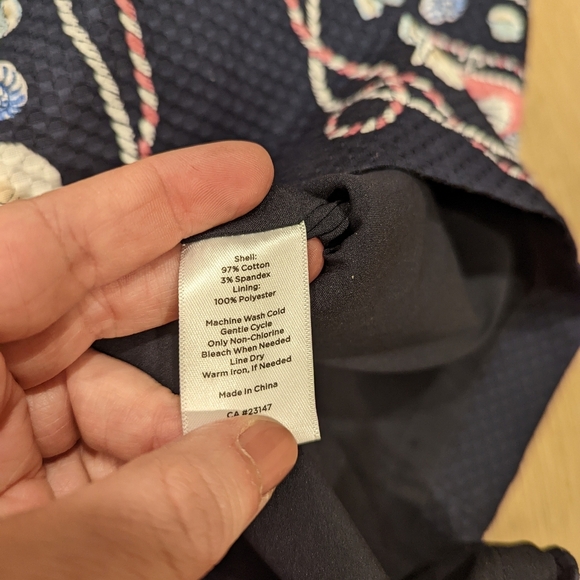 Shell:
97% Cotton
3% Spandex
Lining:
100% Polyester
Machine Wash Cold
Gentle Cycle
Only Non-Chlorine
Bleach When Needed
Line Dry
Warm Iron, If Needed
Made in China
CA #23147